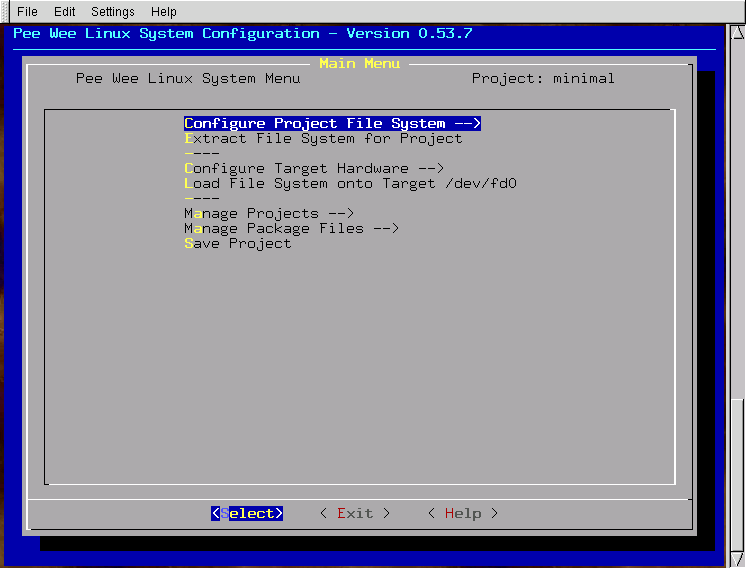 File Edit Settings Help
Pee Wee Linux System Configuration - Version 0.53.7
Main Menu
Pee Wee Linux System Menu Project: minimal
Configure Project File System -->
Extract File System for Project
----
Configure Target Hardware -->
Load File System onto Target /dev/fd0
----
Manage Projects -->
Manage Package Files -->
Save Project
<Select> < Exit > < Help >